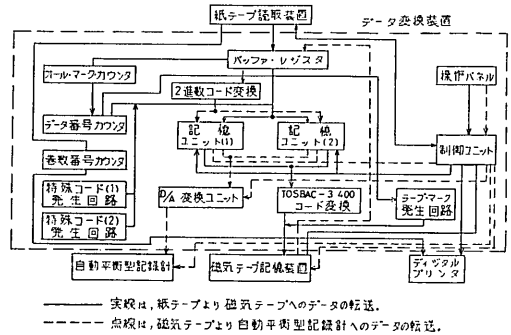 紙テープ読取装置
データ変換装置
バッファ・レジスタ
オール・マークカウンタ
操作パネル
2進数コード変換
データ番号カウンタ
記憶
ユニット(1)
記憶
ユニット(2)
巻数番号カウンタ
制御ユニット
特殊コード(1)
発生回路
D/A 変換ユニット
TOSBAC-3400
コード変換
テープ・マーク
発生回路
特殊コード(2)
発生回路
自動平衡型記録計
磁気テープ記憶装置
ディジタル
プリンタ
実線は,紙テープより磁気テープへのデータの転送.
点線は,磁気テープより自動平衡型記録計へのデータの転送.